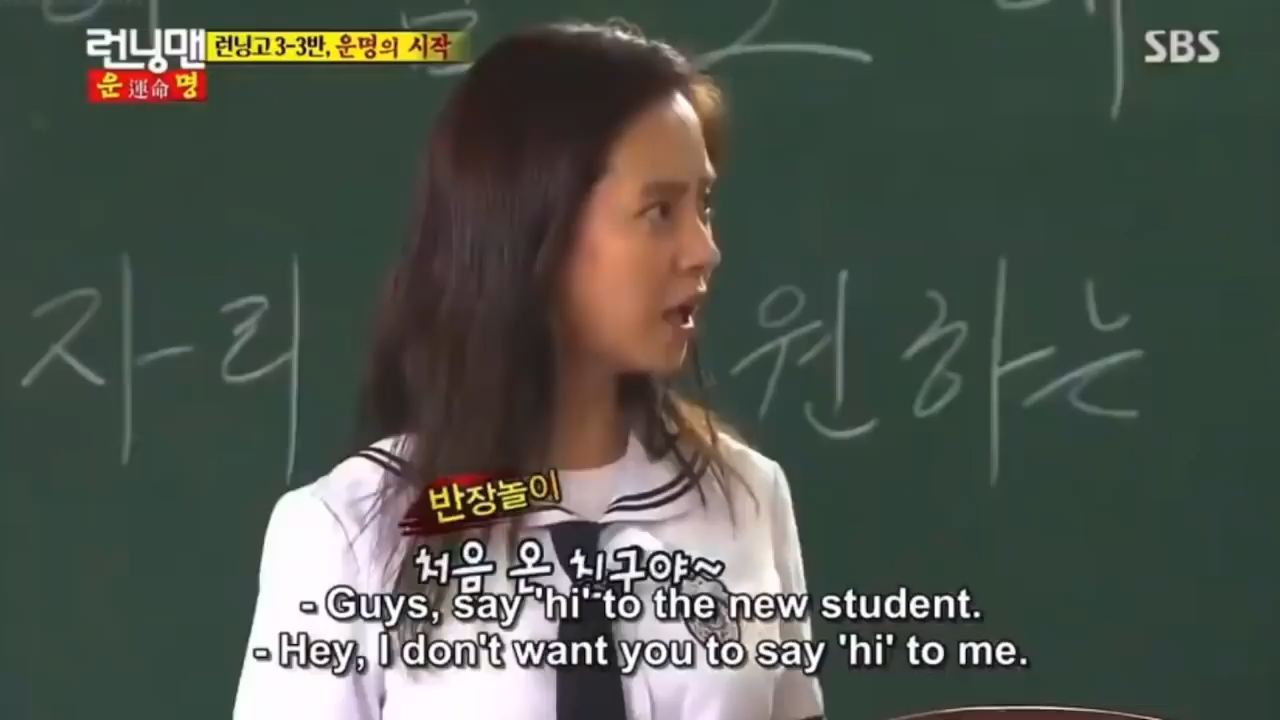 런닝맨
운 運命 명
런닝고 3-3반, 운명의 시작
SBS
자리 원하는
반장놀이
처음 온 친구야~
- Guys, say 'hi' to the new student.
- Hey, I don't want you to say 'hi' to me.